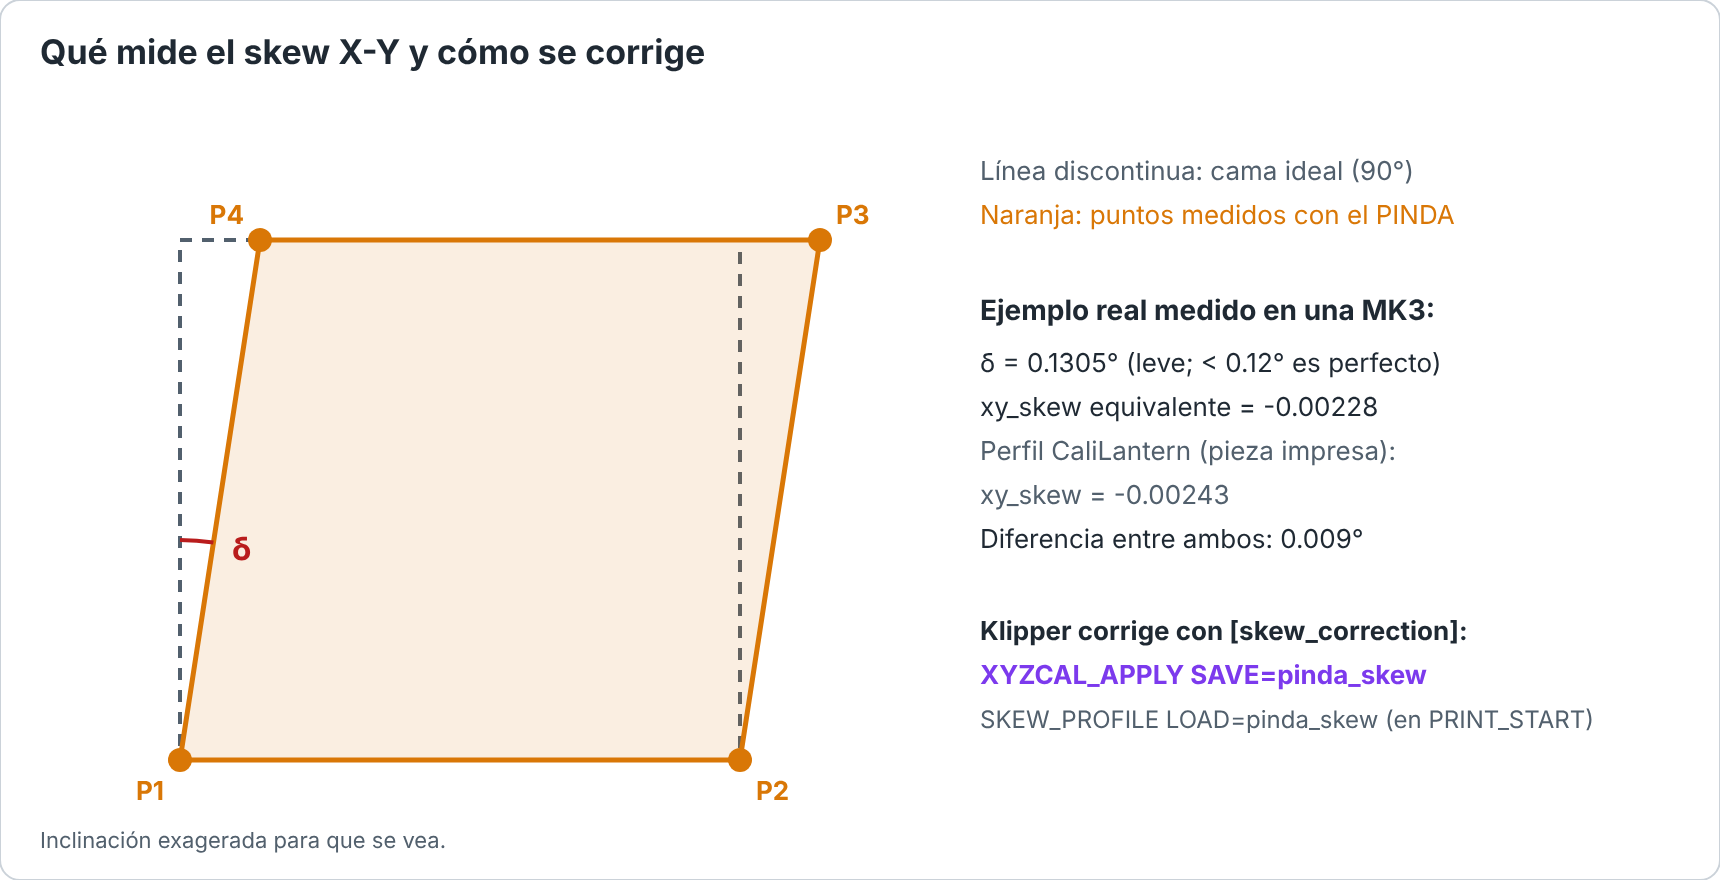 Qué mide el skew X-Y y cómo se corrige
P4
P3
δ
P1
P2
Inclinación exagerada para que se vea.
Línea discontinua: cama ideal (90°)
Naranja: puntos medidos con el PINDA
Ejemplo real medido en una MK3:
δ = 0.1305° (leve; < 0.12° es perfecto)
xy_skew equivalente = -0.00228
Perfil CaliLantern (pieza impresa):
xy_skew = -0.00243
Diferencia entre ambos: 0.009°
Klipper corrige con [skew_correction]:
XYZCAL_APPLY SAVE=pinda_skew
SKEW_PROFILE LOAD=pinda_skew (en PRINT_START)